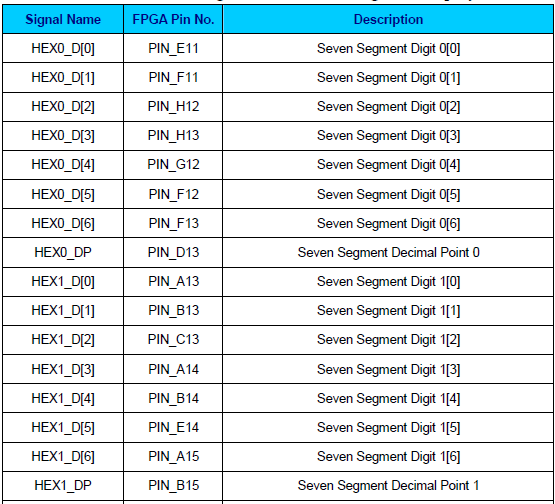 Signal Name FPGA Pin No. Description
HEX0_D[0] PIN_E11 Seven Segment Digit 0[0]
HEX0_D[1] PIN_F11 Seven Segment Digit 0[1]
HEX0_D[2] PIN_H12 Seven Segment Digit 0[2]
HEX0_D[3] PIN_H13 Seven Segment Digit 0[3]
HEX0_D[4] PIN_G12 Seven Segment Digit 0[4]
HEX0_D[5] PIN_F12 Seven Segment Digit 0[5]
HEX0_D[6] PIN_F13 Seven Segment Digit 0[6]
HEX0_DP PIN_D13 Seven Segment Decimal Point 0
HEX1_D[0] PIN_A13 Seven Segment Digit 1[0]
HEX1_D[1] PIN_B13 Seven Segment Digit 1[1]
HEX1_D[2] PIN_C13 Seven Segment Digit 1[2]
HEX1_D[3] PIN_A14 Seven Segment Digit 1[3]
HEX1_D[4] PIN_B14 Seven Segment Digit 1[4]
HEX1_D[5] PIN_E14 Seven Segment Digit 1[5]
HEX1_D[6] PIN_A15 Seven Segment Digit 1[6]
HEX1_DP PIN_B15 Seven Segment Decimal Point 1